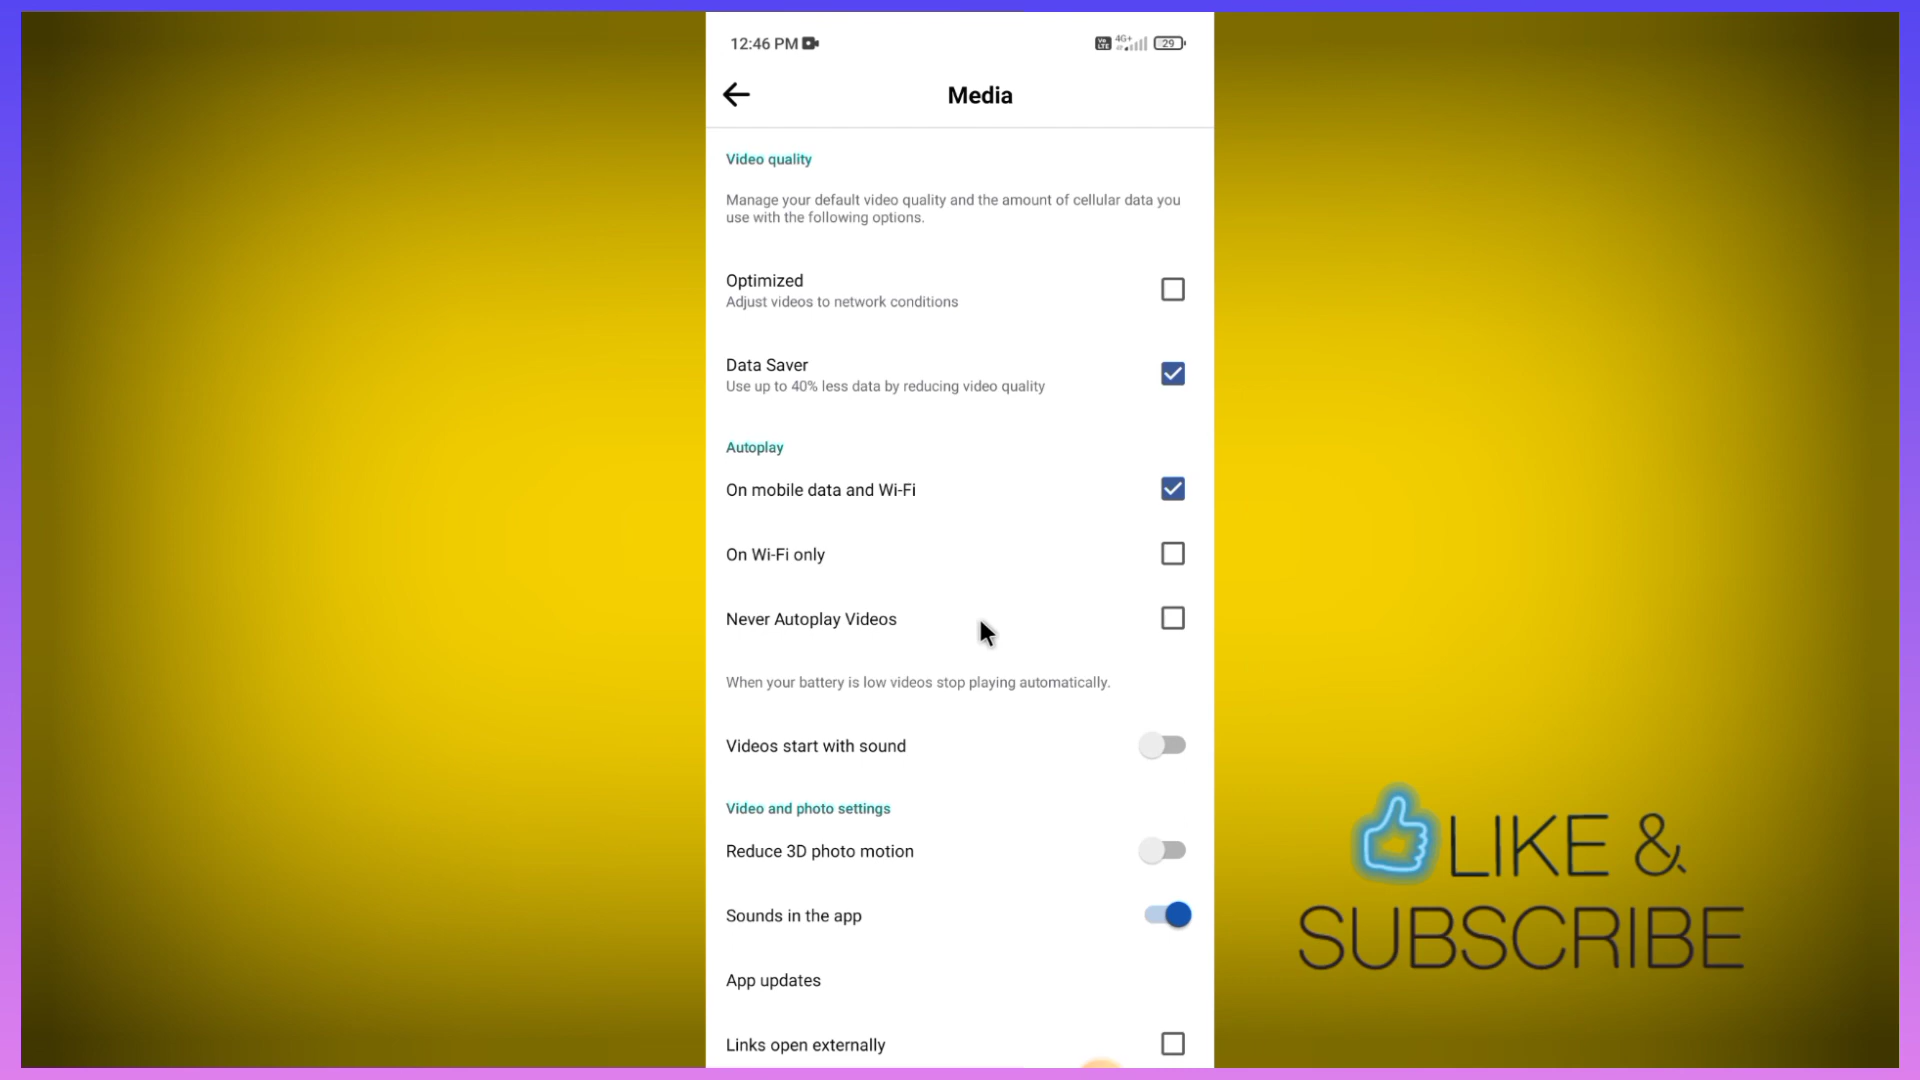 12:46 PM
Vo LTE 4G+ 29
Media
Video quality
Manage your default video quality and the amount of cellular data you
use with the following options.
Optimized
Adjust videos to network conditions
Data Saver
Use up to 40% less data by reducing video quality
Autoplay
On mobile data and Wi-Fi
On Wi-Fi only
Never Autoplay Videos
When your battery is low videos stop playing automatically.
Videos start with sound
Video and photo settings
Reduce 3D photo motion
Sounds in the app
App updates
Links open externally
LIKE &
SUBSCRIBE